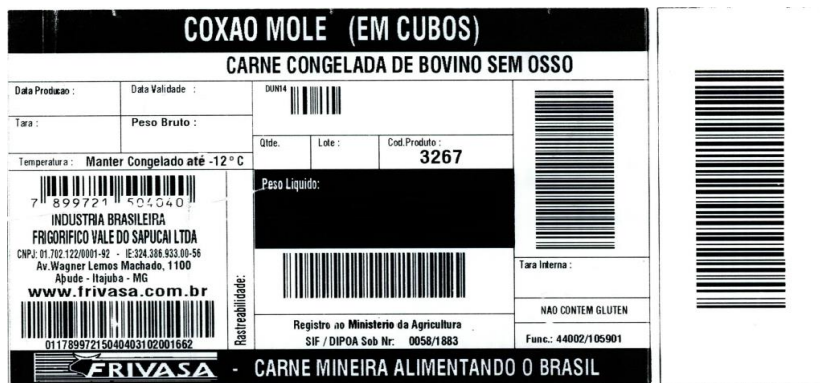 COXAO MOLE (EM CUBOS)
CARNE CONGELADA DE BOVINO SEM OSSO
Data Produsao :
Data Validade :
DUN14
Tara :
Peso Bruto :
Qtde.
Lote :
Cod.Produto :
3267
Temperatura : Manter Congelado até -12° C
Peso Liquido:
7 899721 504040
INDUSTRIA BRASILEIRA
FRIGORIFICO VALE DO SAPUCAI LTDA
CNPJ: 01.702.122/0001-92 - IE:324.386.933.00-56
Av.Wagner Lemos Machado, 1100
Abude - Itajuba - MG
www.frivasa.com.br
01178997215040403102001662
Rastreabilidade:
Registro ao Ministerio da Agricultura
SIF / DIPOA Sob Nr: 0058/1883
Tara Interna :
NAO CONTEM GLUTEN
Func.: 44002/105901
FRIVASA - CARNE MINEIRA ALIMENTANDO O BRASIL